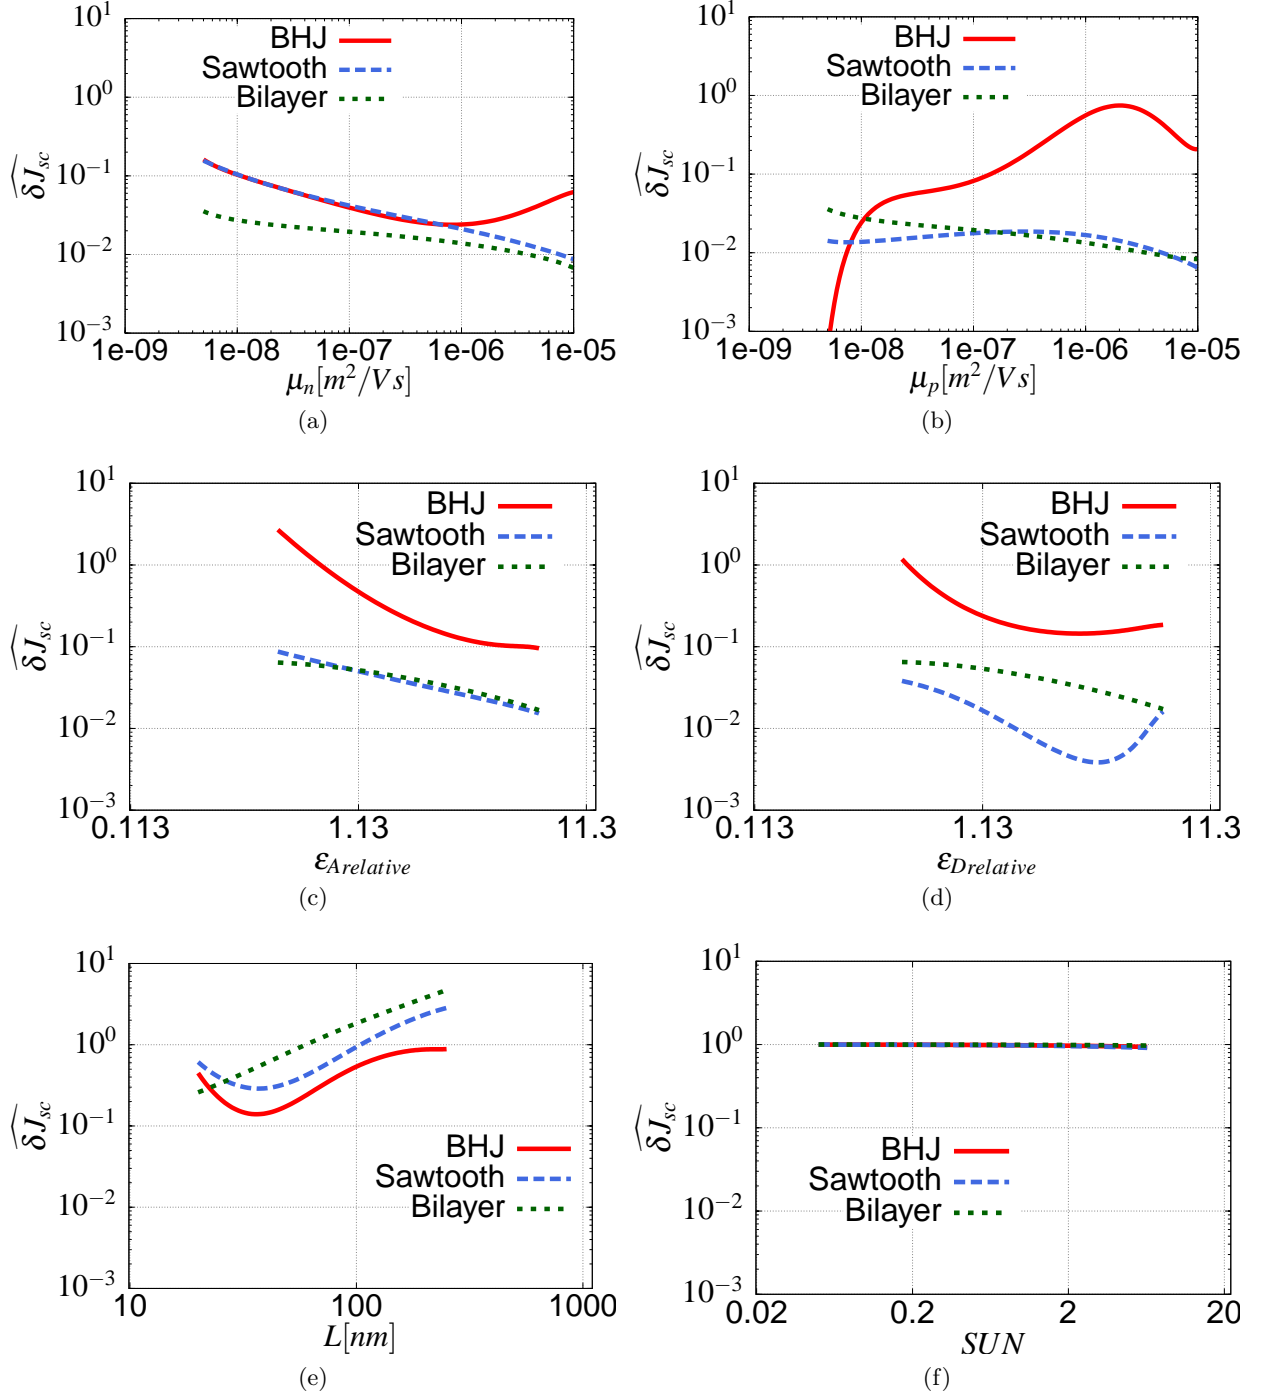 10^1
10^0
10^-1
10^-2
10^-3
δJ_sc
BHJ
Sawtooth
Bilayer
1e-09 1e-08 1e-07 1e-06 1e-05
μ_n[m^2/Vs]
(a)
10^1
10^0
10^-1
10^-2
10^-3
δJ_sc
BHJ
Sawtooth
Bilayer
1e-09 1e-08 1e-07 1e-06 1e-05
μ_p[m^2/Vs]
(b)
10^1
10^0
10^-1
10^-2
10^-3
δJ_sc
BHJ
Sawtooth
Bilayer
0.113 1.13 11.3
ε_Arelative
(c)
10^1
10^0
10^-1
10^-2
10^-3
δJ_sc
BHJ
Sawtooth
Bilayer
0.113 1.13 11.3
ε_Drelative
(d)
10^1
10^0
10^-1
10^-2
10^-3
δJ_sc
BHJ
Sawtooth
Bilayer
10 100 1000
L[nm]
(e)
10^1
10^0
10^-1
10^-2
10^-3
δJ_sc
BHJ
Sawtooth
Bilayer
0.02 0.2 2 20
SUN
(f)